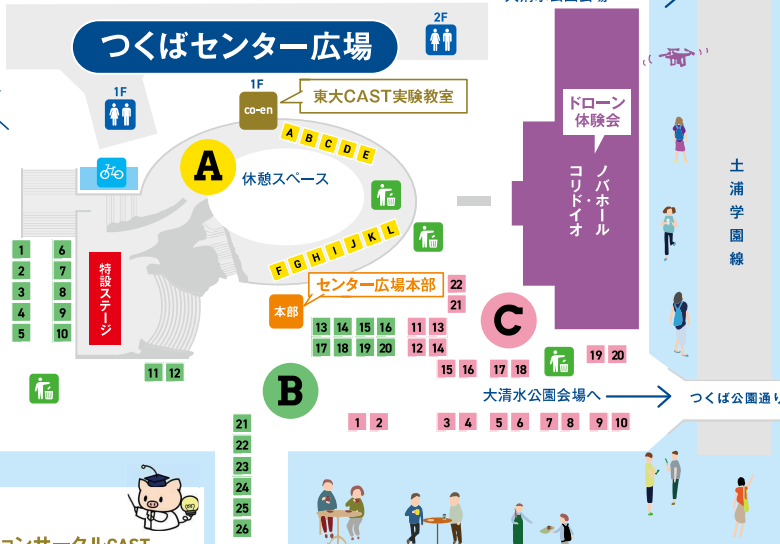 つくばセンター広場
2F
1F
1F
co-en
東大CAST実験教室
ドローン
体験会
A
A B C D E
休憩スペース
ノバホール・
コリドイオ
土浦学園線
F G H I J K L
1 6
2 7
3 8
4 9
5 10
特設ステージ
本部
センター広場本部
22
21
C
13 14 15 16 11 13
17 18 19 20 12 14
15 16 17 18
19 20
11 12
B
大清水公園会場へ
つくば公園通り
1 2 3 4 5 6 7 8 9 10
21
22
23
24
25
26